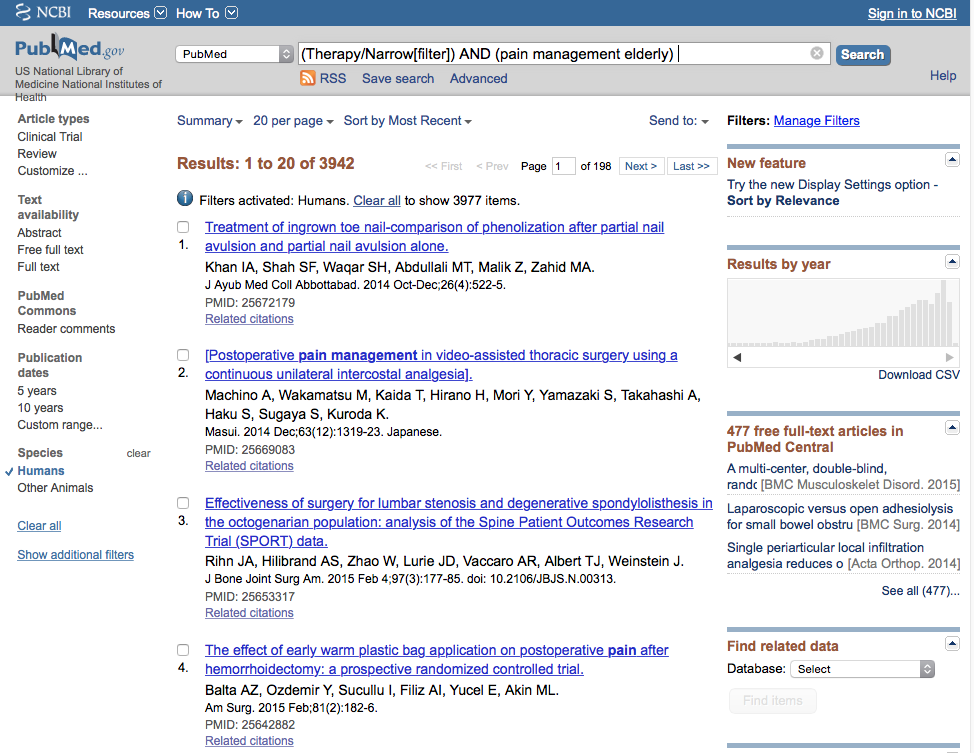 NCBI Resources How To Sign in to NCBI
PubMed.gov
US National Library of
Medicine National Institutes of
Health
PubMed
(Therapy/Narrow[filter]) AND (pain management elderly)
Search
RSS Save search Advanced
Help
Article types
Clinical Trial
Review
Customize ...
Text
availability
Abstract
Free full text
Full text
PubMed
Commons
Reader comments
Publication
dates
5 years
10 years
Custom range...
Species clear
Humans
Other Animals
Clear all
Show additional filters
Summary 20 per page Sort by Most Recent Send to:
Results: 1 to 20 of 3942
<< First < Prev Page 1 of 198 Next > Last >>
Filters activated: Humans. Clear all to show 3977 items.
Treatment of ingrown toe nail-comparison of phenolization after partial nail
1. avulsion and partial nail avulsion alone.
Khan IA, Shah SF, Waqar SH, Abdullali MT, Malik Z, Zahid MA.
J Ayub Med Coll Abbottabad. 2014 Oct-Dec;26(4):522-5.
PMID: 25672179
Related citations
[Postoperative pain management in video-assisted thoracic surgery using a
2. continuous unilateral intercostal analgesia].
Machino A, Wakamatsu M, Kaida T, Hirano H, Mori Y, Yamazaki S, Takahashi A,
Haku S, Sugaya S, Kuroda K.
Masui. 2014 Dec;63(12):1319-23. Japanese.
PMID: 25669083
Related citations
Effectiveness of surgery for lumbar stenosis and degenerative spondylolisthesis in
3. the octogenarian population: analysis of the Spine Patient Outcomes Research
Trial (SPORT) data.
Rihn JA, Hilibrand AS, Zhao W, Lurie JD, Vaccaro AR, Albert TJ, Weinstein J.
J Bone Joint Surg Am. 2015 Feb 4;97(3):177-85. doi: 10.2106/JBJS.N.00313.
PMID: 25653317
Related citations
The effect of early warm plastic bag application on postoperative pain after
4. hemorrhoidectomy: a prospective randomized controlled trial.
Balta AZ, Ozdemir Y, Sucullu I, Filiz AI, Yucel E, Akin ML.
Am Surg. 2015 Feb;81(2):182-6.
PMID: 25642882
Related citations
Filters: Manage Filters
New feature
Try the new Display Settings option -
Sort by Relevance
Results by year
Download CSV
477 free full-text articles in
PubMed Central
A multi-center, double-blind,
randc [BMC Musculoskelet Disord. 2015]
Laparoscopic versus open adhesiolysis
for small bowel obstru [BMC Surg. 2014]
Single periarticular local infiltration
analgesia reduces o [Acta Orthop. 2014]
See all (477)...
Find related data
Database: Select
Find items